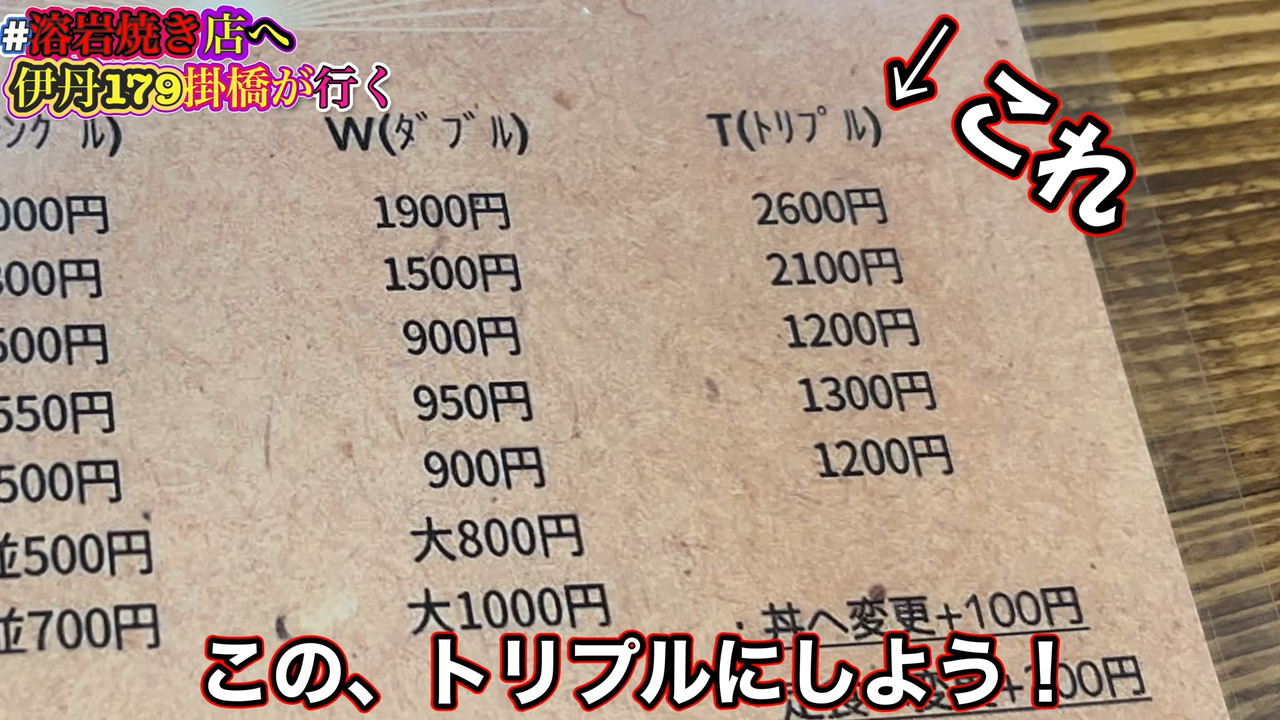 #溶岩焼き店へ
伊丹179掛橋が行く
これ
W(ﾀﾞﾌﾞﾙ) T(ﾄﾘﾌﾟﾙ)
000円 1900円 2600円
800円 1500円 2100円
500円 900円 1200円
550円 950円 1300円
500円 900円 1200円
並500円 大800円
並700円 大1000円
・丼へ変更+100円
この、トリプルにしよう！